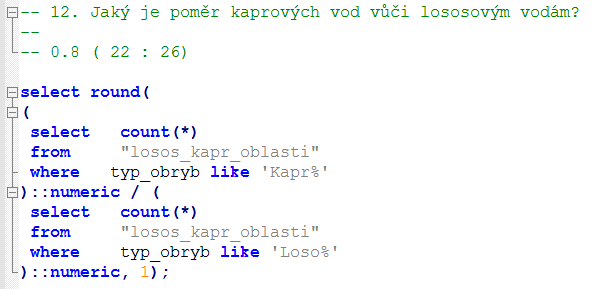 -- 12. Jaký je poměr kaprových vod vůči lososovým vodám?
--
-- 0.8 ( 22 : 26)
select round(
(
select count(*)
from "losos_kapr_oblasti"
where typ_obryb like 'Kapr%'
)::numeric / (
select count(*)
from "losos_kapr_oblasti"
where typ_obryb like 'Loso%'
)::numeric, 1);